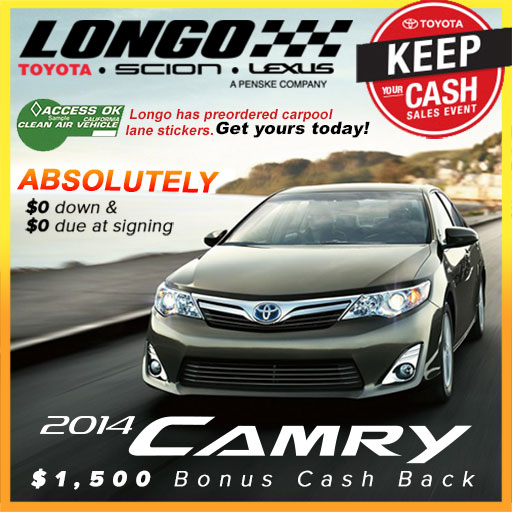 LONGO
TOYOTA • SCION • LEXUS
A PENSKE COMPANY
TOYOTA
KEEP
YOUR CASH
SALES EVENT
ACCESS OK
Sample CALIFORNIA
CLEAN AIR VEHICLE
Longo has preordered carpool
lane stickers. Get yours today!
ABSOLUTELY
$0 down &
$0 due at signing
2014 CAMRY
$1,500 Bonus Cash Back